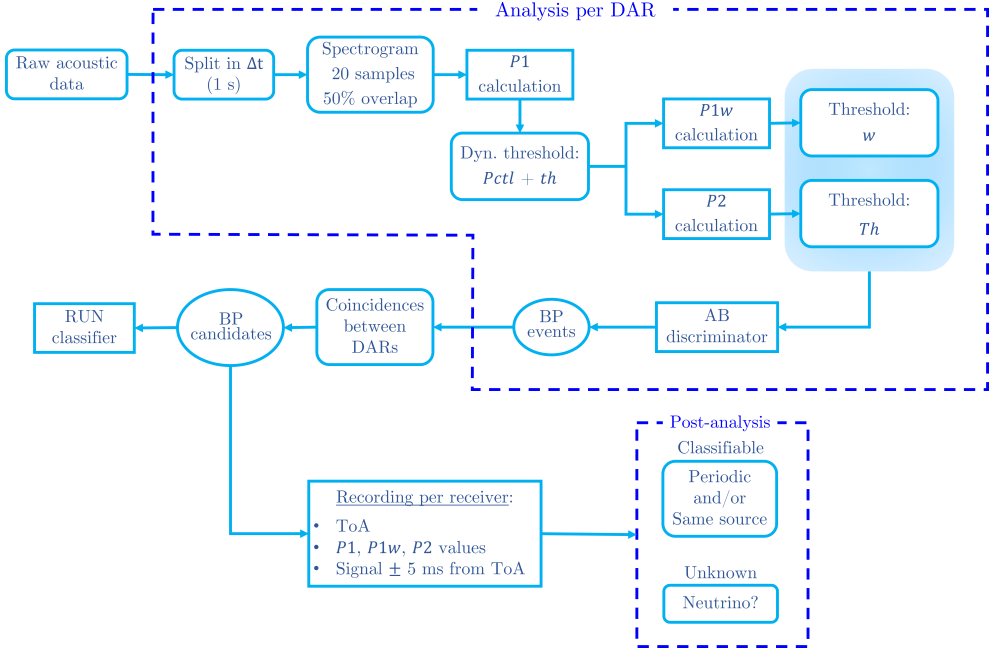 Analysis per DAR
Raw acoustic
data
Split in Δt
(1 s)
Spectrogram
20 samples
50% overlap
P1
calculation
Dyn. threshold:
Pctl + th
P1w
calculation
P2
calculation
Threshold:
w
Threshold:
Th
AB
discriminator
BP
events
Coincidences
between
DARs
BP
candidates
RUN
classifier
Recording per receiver:
• ToA
• P1, P1w, P2 values
• Signal ± 5 ms from ToA
Post-analysis
Classifiable
Periodic
and/or
Same source
Unknown
Neutrino?